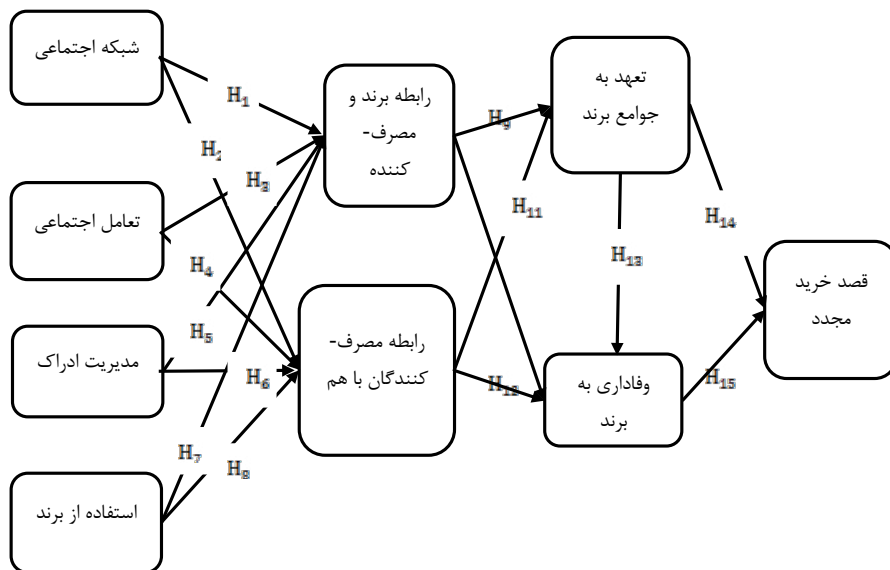 شبکه اجتماعی
تعامل اجتماعی
مدیریت ادراک
استفاده از برند
رابطه برند و
مصرف-
کننده
رابطه مصرف-
کنندگان با هم
تعهد به
جوامع برند
وفاداری به
برند
قصد خرید
مجدد
H₁
H₂
H₃
H₄
H₅
H₆
H₇
H₈
H₉
H₁₁
H₁₂
H₁₃
H₁₄
H₁₅